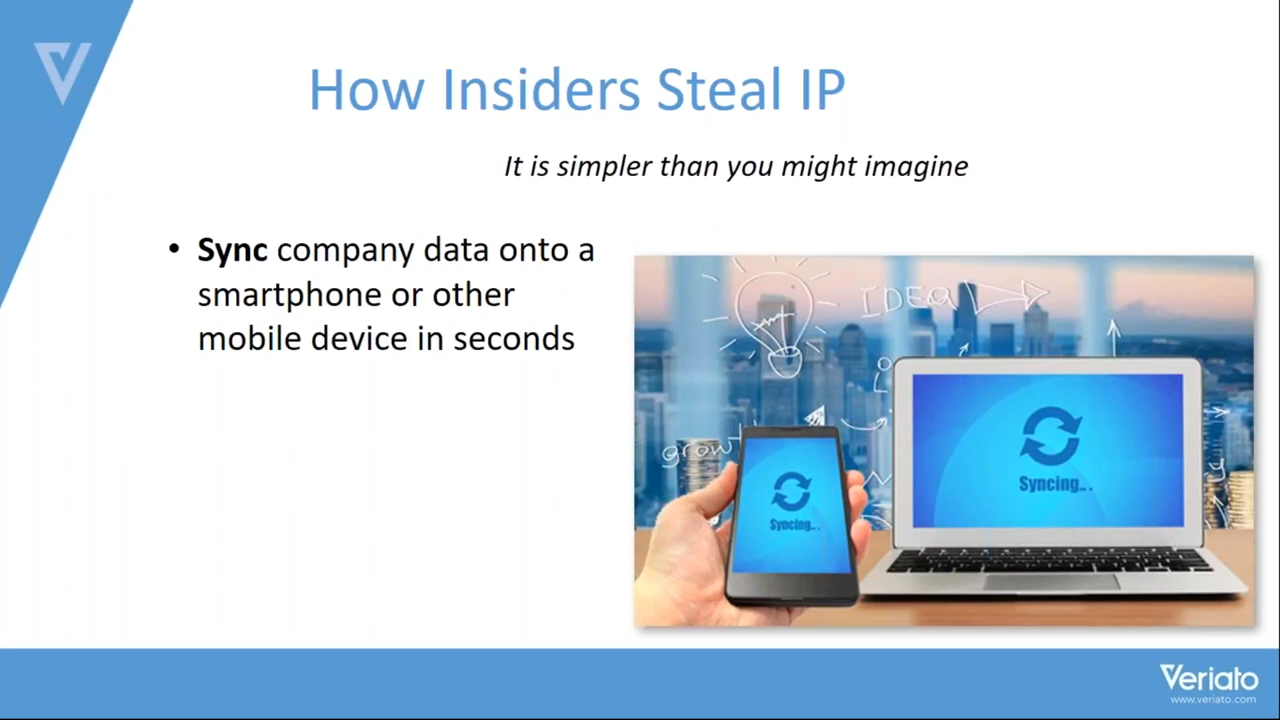 How Insiders Steal IP
It is simpler than you might imagine
• Sync company data onto a
smartphone or other
mobile device in seconds
IDEA
growt
Syncing...
Syncing...
Veriato
www.veriato.com